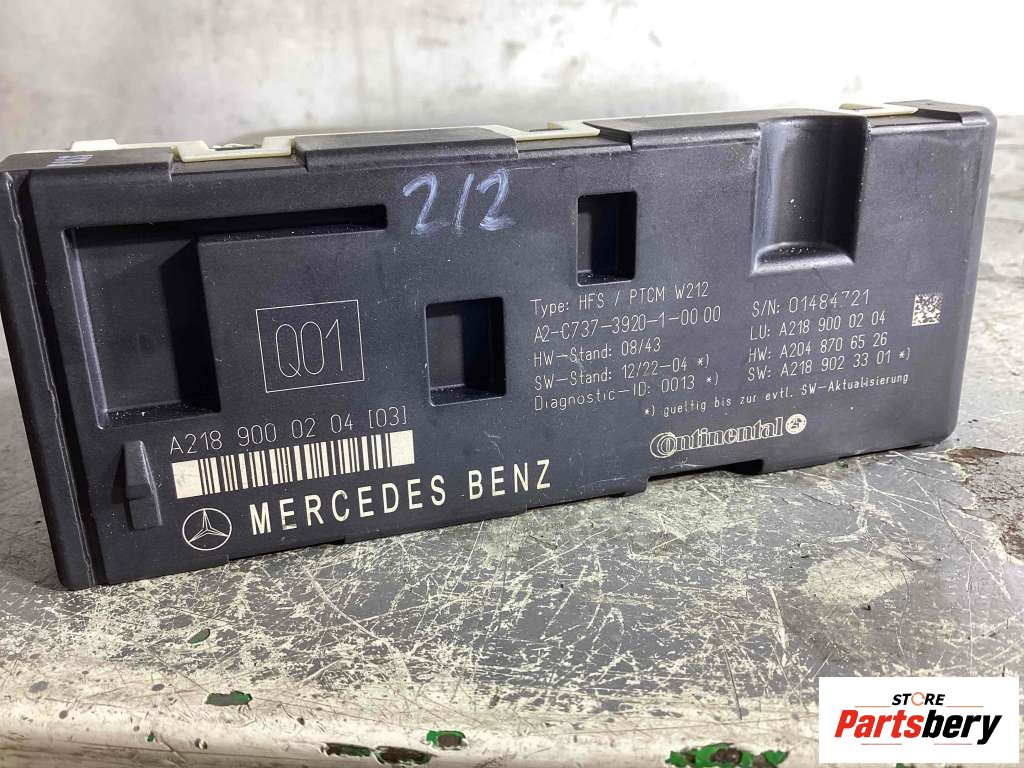 212
Q01
A218 900 02 04 [03]
MERCEDES BENZ
Type: HFS / PTCM W212
A2-C737-3920-1-00 00
HW-Stand: 08/43
SW-Stand: 12/22-04 *)
Diagnostic-ID: 0013 *)
S/N: 01484721
LU: A218 900 02 04
HW: A204 870 65 26
SW: A218 902 33 01 *)
*) gueltig bis zur evtl. SW-Aktualisierung
Continental
STORE
Partsbery